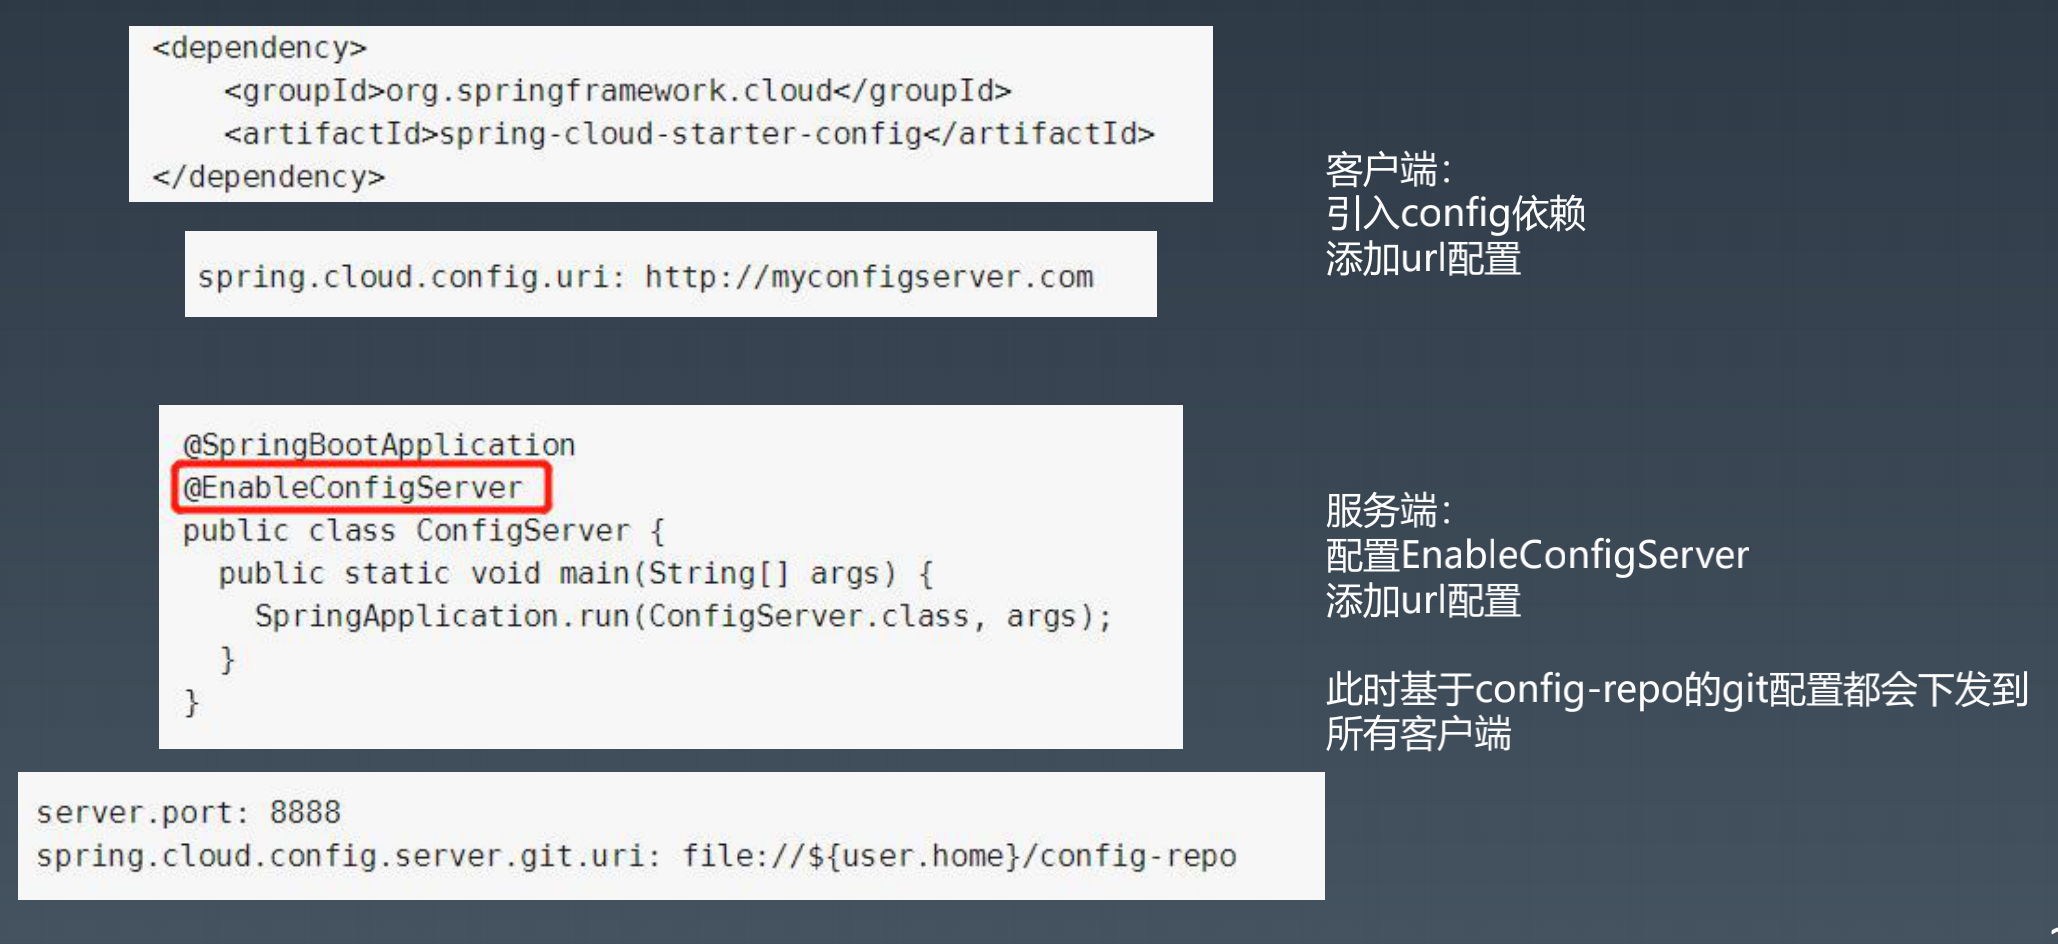 <dependency>
    <groupId>org.springframework.cloud</groupId>
    <artifactId>spring-cloud-starter-config</artifactId>
</dependency>
spring.cloud.config.uri: http://myconfigserver.com
客户端：
引入config依赖
添加url配置
@SpringBootApplication
@EnableConfigServer
public class ConfigServer {
  public static void main(String[] args) {
    SpringApplication.run(ConfigServer.class, args);
  }
}
server.port: 8888
spring.cloud.config.server.git.uri: file://${user.home}/config-repo
服务端：
配置EnableConfigServer
添加url配置
此时基于config-repo的git配置都会下发到
所有客户端